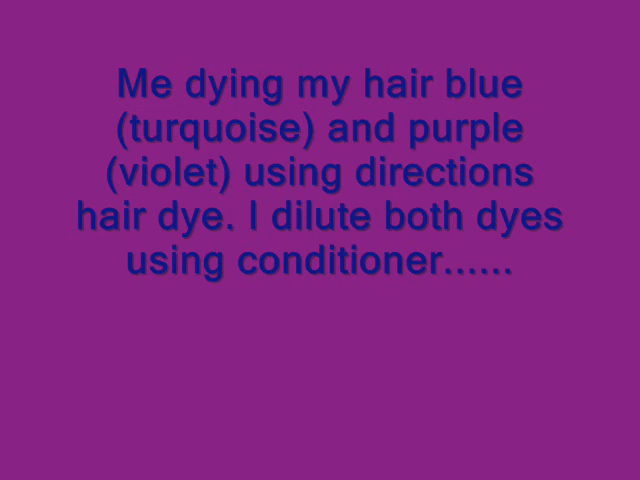 Me dying my hair blue
(turquoise) and purple
(violet) using directions
hair dye. I dilute both dyes
using conditioner......